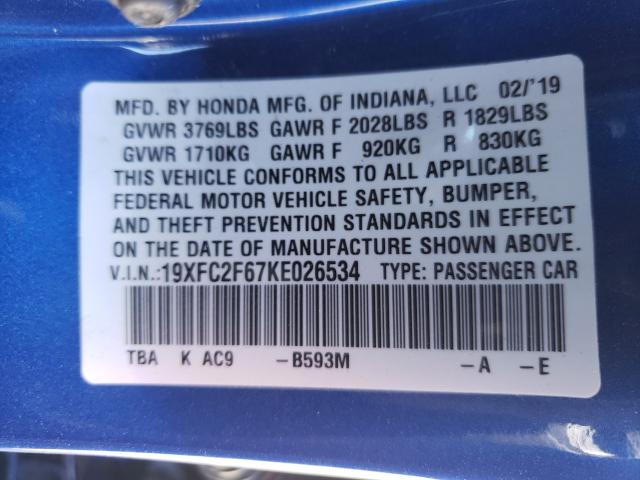 MFD. BY HONDA MFG. OF INDIANA, LLC 02/'19
GVWR 3769LBS GAWR F 2028LBS R 1829LBS
GVWR 1710KG GAWR F 920KG R 830KG
THIS VEHICLE CONFORMS TO ALL APPLICABLE
FEDERAL MOTOR VEHICLE SAFETY, BUMPER,
AND THEFT PREVENTION STANDARDS IN EFFECT
ON THE DATE OF MANUFACTURE SHOWN ABOVE.
V.I.N.:19XFC2F67KE026534 TYPE: PASSENGER CAR
TBA K AC9 -B593M -A -E